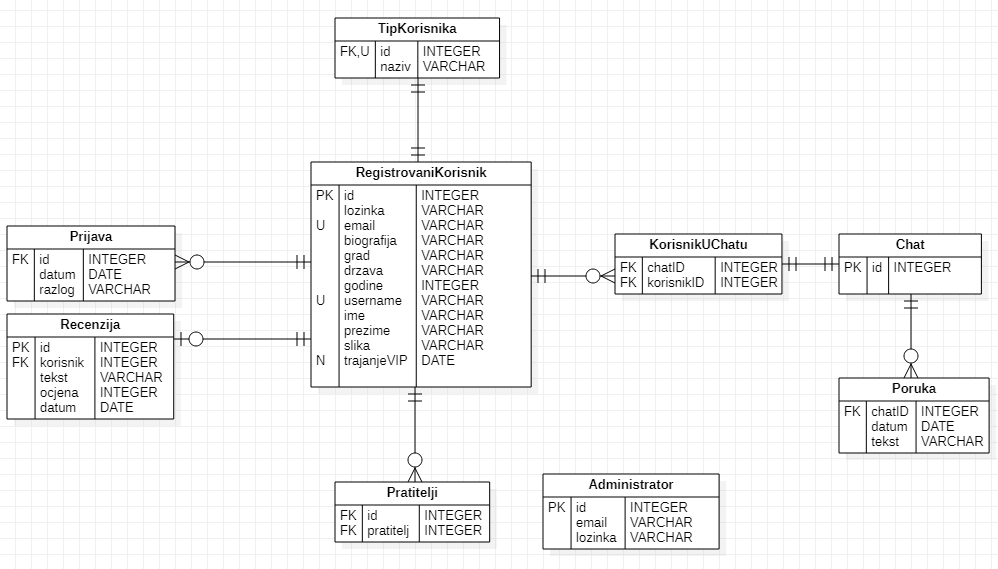 TipKorisnika
FK,U id INTEGER
naziv VARCHAR
RegistrovaniKorisnik
PK id INTEGER
lozinka VARCHAR
U email VARCHAR
biografija VARCHAR
grad VARCHAR
drzava VARCHAR
godine INTEGER
U username VARCHAR
ime VARCHAR
prezime VARCHAR
slika VARCHAR
N trajanjeVIP DATE
Prijava
FK id INTEGER
datum DATE
razlog VARCHAR
Recenzija
PK id INTEGER
FK korisnik INTEGER
tekst VARCHAR
ocjena INTEGER
datum DATE
KorisnikUChatu
FK chatID INTEGER
FK korisnikID INTEGER
Chat
PK id INTEGER
Poruka
FK chatID INTEGER
datum DATE
tekst VARCHAR
Pratitelji
FK id INTEGER
FK pratitelj INTEGER
Administrator
PK id INTEGER
email VARCHAR
lozinka VARCHAR